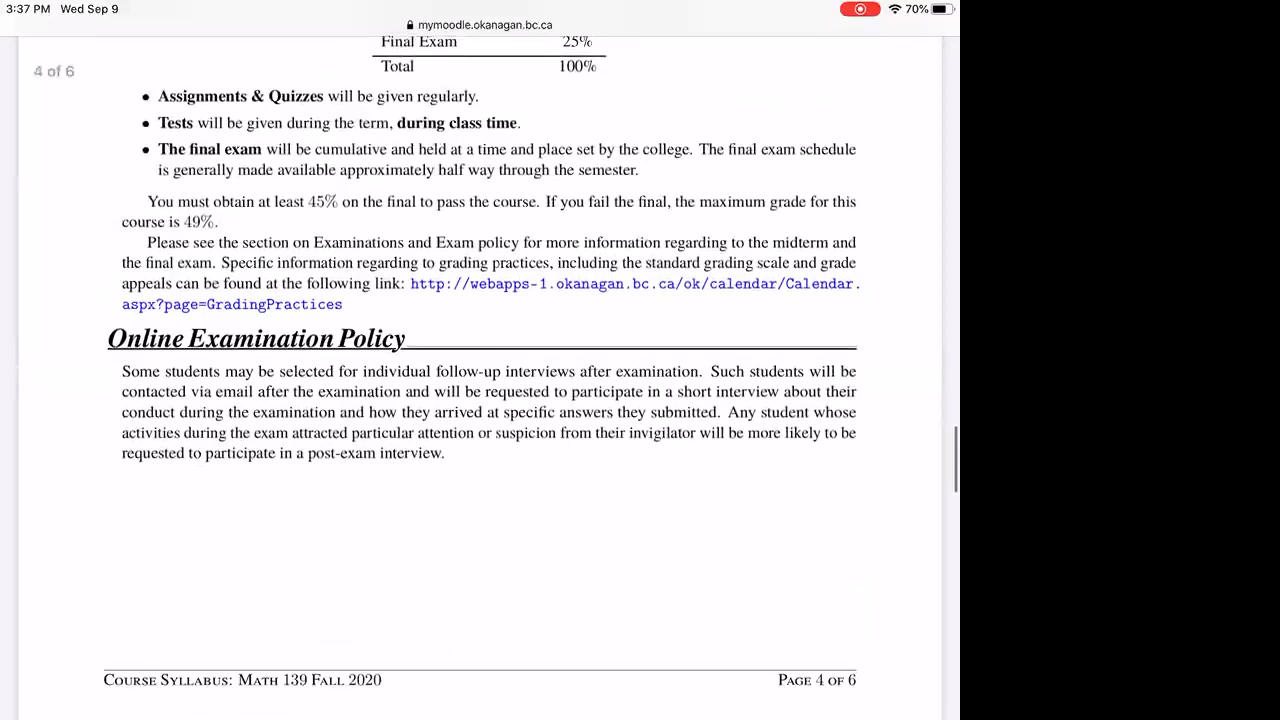 3:37 PM Wed Sep 9
70%
mymoodle.okanagan.bc.ca
Final Exam 25%
4 of 6
Total 100%
• Assignments & Quizzes will be given regularly.
• Tests will be given during the term, during class time.
• The final exam will be cumulative and held at a time and place set by the college. The final exam schedule
is generally made available approximately half way through the semester.
You must obtain at least 45% on the final to pass the course. If you fail the final, the maximum grade for this
course is 49%.
Please see the section on Examinations and Exam policy for more information regarding to the midterm and
the final exam. Specific information regarding to grading practices, including the standard grading scale and grade
appeals can be found at the following link: http://webapps-1.okanagan.bc.ca/ok/calendar/Calendar.
aspx?page=GradingPractices
Online Examination Policy
Some students may be selected for individual follow-up interviews after examination. Such students will be
contacted via email after the examination and will be requested to participate in a short interview about their
conduct during the examination and how they arrived at specific answers they submitted. Any student whose
activities during the exam attracted particular attention or suspicion from their invigilator will be more likely to be
requested to participate in a post-exam interview.
Course Syllabus: Math 139 Fall 2020 Page 4 of 6